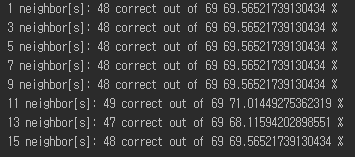 1 neighbor[s]: 48 correct out of 69 69.56521739130434 %
3 neighbor[s]: 48 correct out of 69 69.56521739130434 %
5 neighbor[s]: 48 correct out of 69 69.56521739130434 %
7 neighbor[s]: 48 correct out of 69 69.56521739130434 %
9 neighbor[s]: 48 correct out of 69 69.56521739130434 %
11 neighbor[s]: 49 correct out of 69 71.01449275362319 %
13 neighbor[s]: 47 correct out of 69 68.11594202898551 %
15 neighbor[s]: 48 correct out of 69 69.56521739130434 %